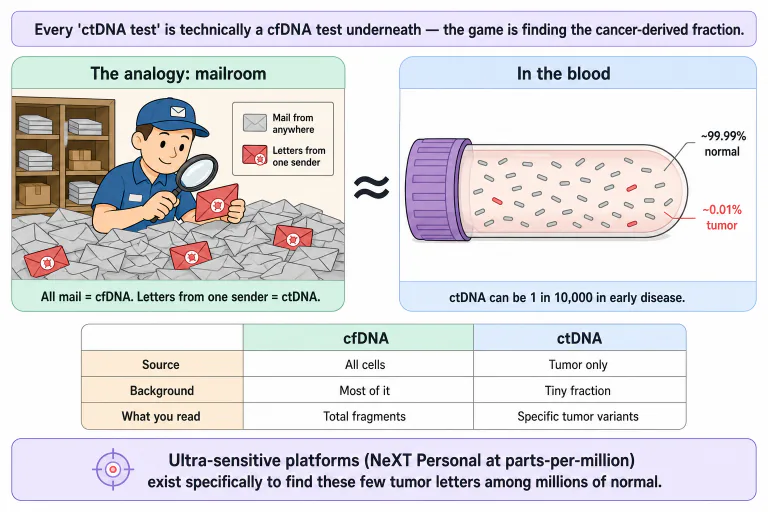 Every 'ctDNA test' is technically a cfDNA test underneath — the game is finding the cancer-derived fraction.
The analogy: mailroom
Mail from
anywhere
Letters from
one sender
All mail = cfDNA. Letters from one sender = ctDNA.
≈
In the blood
~99.99%
normal
~0.01%
tumor
ctDNA can be 1 in 10,000 in early disease.
cfDNA ctDNA
Source All cells Tumor only
Background Most of it Tiny fraction
What you read Total fragments Specific tumor variants
Ultra-sensitive platforms (NeXT Personal at parts-per-million)
exist specifically to find these few tumor letters among millions of normal.